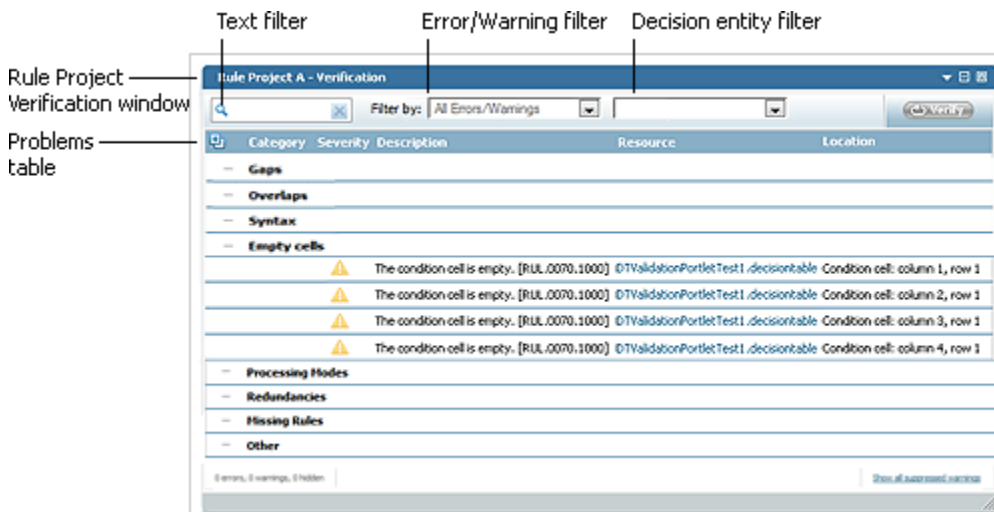 Text filter
Error/Warning filter
Decision entity filter
Rule Project
Verification window
Problems
table
Rule Project A - Verification
Filter by: All Errors/Warnings
Verify
Category Severity Description Resource Location
Gaps
Overlaps
Syntax
Empty cells
The condition cell is empty. [RUL.0070.1000] DTValidationPortletTest1.decisiontable Condition cell: column 1, row 1
The condition cell is empty. [RUL.0070.1000] DTValidationPortletTest1.decisiontable Condition cell: column 2, row 1
The condition cell is empty. [RUL.0070.1000] DTValidationPortletTest1.decisiontable Condition cell: column 3, row 1
The condition cell is empty. [RUL.0070.1000] DTValidationPortletTest1.decisiontable Condition cell: column 4, row 1
Processing Modes
Redundancies
Missing Rules
Other
0 errors, 0 warnings, 0 hidden
Show all suppressed warnings